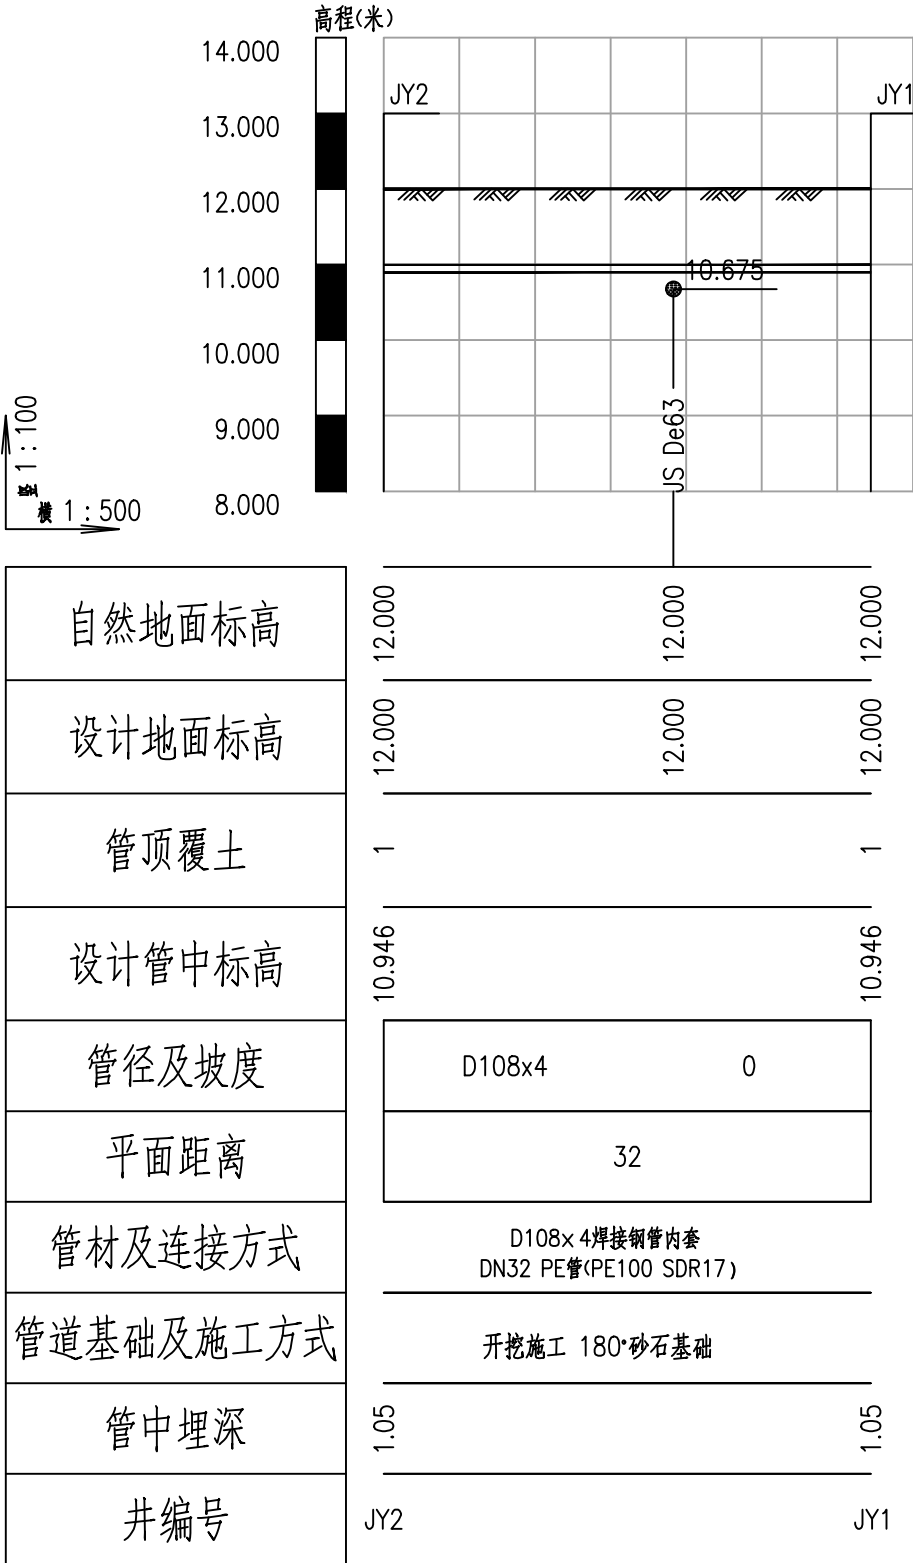 高程(米)
14.000
JY2
JY1
13.000
12.000
11.000
10.675
10.000
9.000
JS De63
8.000
竖 1:100
横 1:500
自然地面标高 12.000 12.000 12.000
设计地面标高 12.000 12.000 12.000
管顶覆土 1 1
设计管中标高 10.946 10.946
管径及坡度 D108x4 0
平面距离 32
管材及连接方式
D108x4焊接钢管内套
DN32 PE管(PE100 SDR17)
管道基础及施工方式 开挖施工 180°砂石基础
管中埋深 1.05 1.05
井编号 JY2 JY1